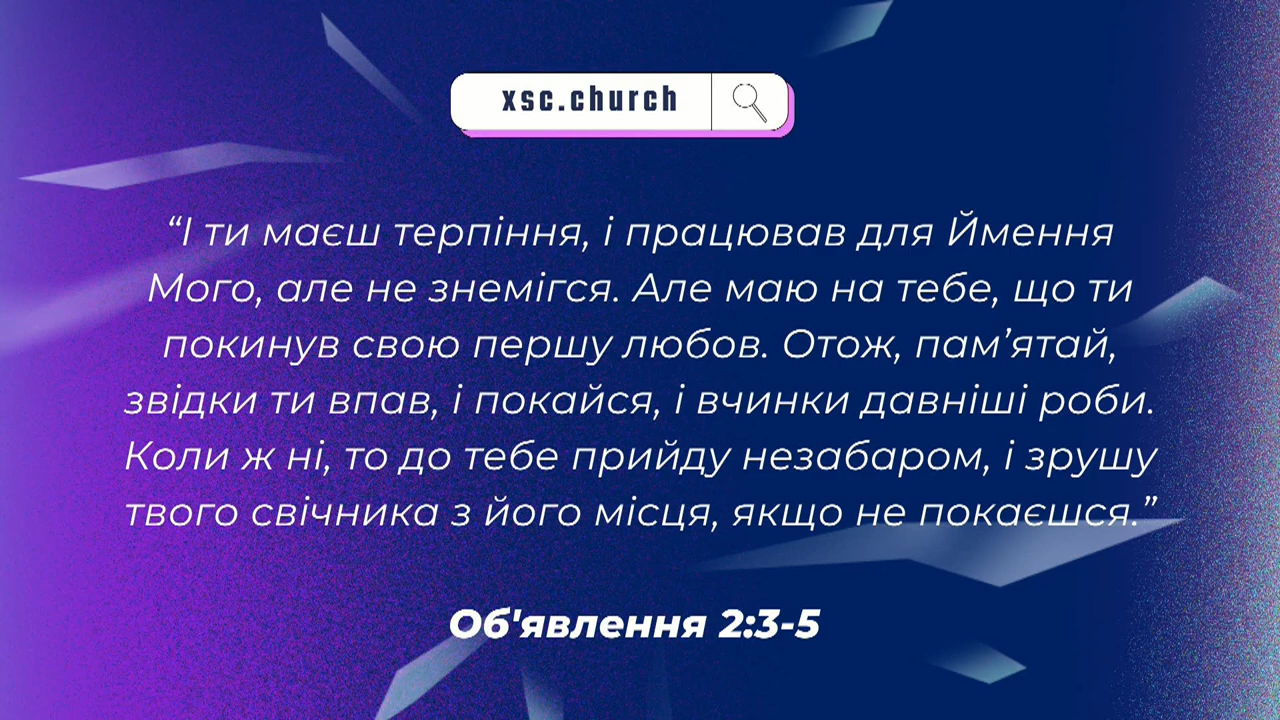 xsc.church
“І ти маєш терпіння, і працював для Ймення
Мого, але не знемігся. Але маю на тебе, що ти
покинув свою першу любов. Отож, пам’ятай,
звідки ти впав, і покайся, і вчинки давніші роби.
Коли ж ні, то до тебе прийду незабаром, і зрушу
твого свічника з його місця, якщо не покаєшся.”
Об'явлення 2:3-5